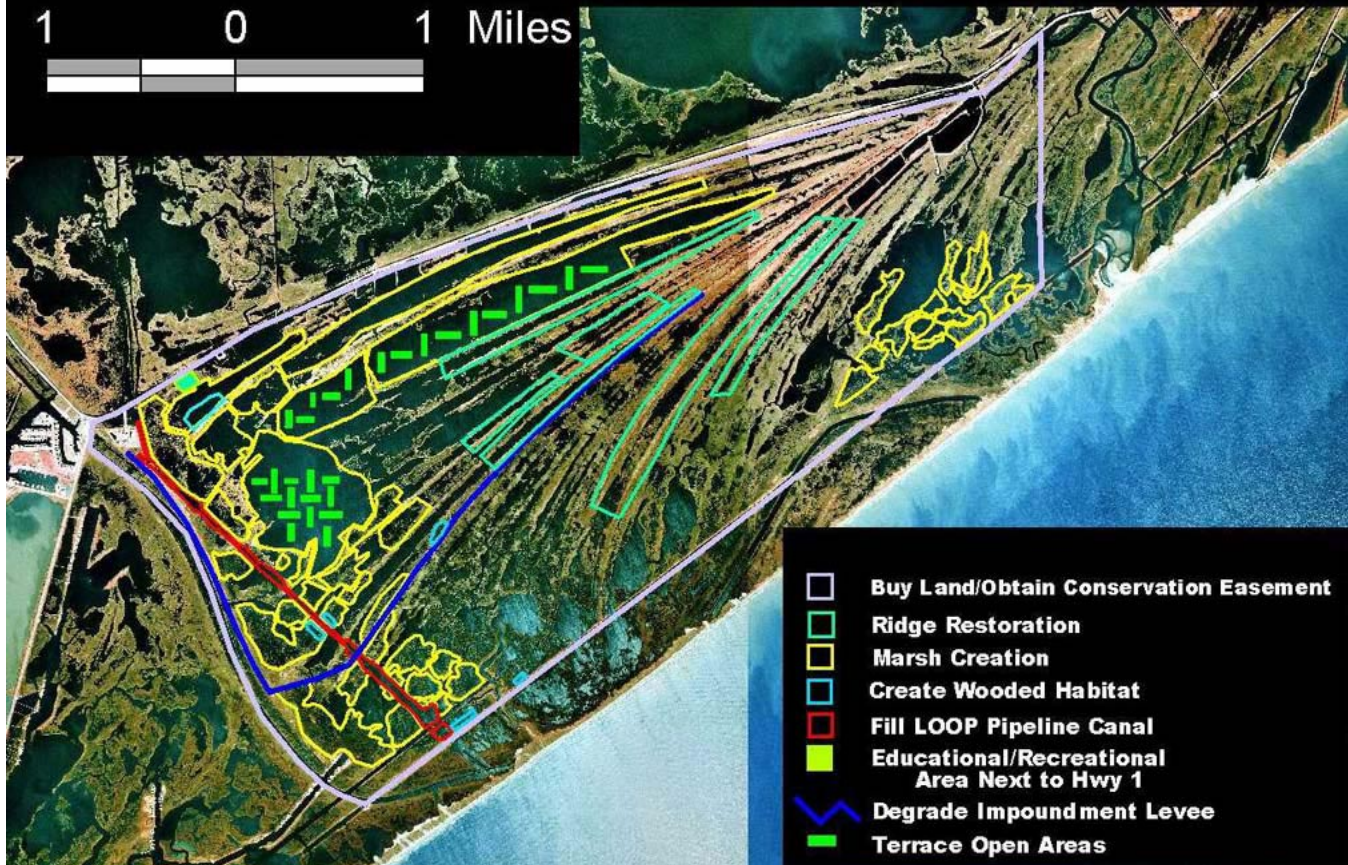 1 0 1 Miles
Buy Land/Obtain Conservation Easement
Ridge Restoration
Marsh Creation
Create Wooded Habitat
Fill LOOP Pipeline Canal
Educational/Recreational
Area Next to Hwy 1
Degrade Impoundment Levee
Terrace Open Areas